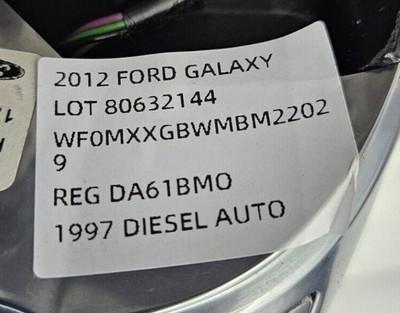 2012 FORD GALAXY
LOT 80632144
WF0MXXGBWMBM2202
9
REG DA61BMO
1997 DIESEL AUTO